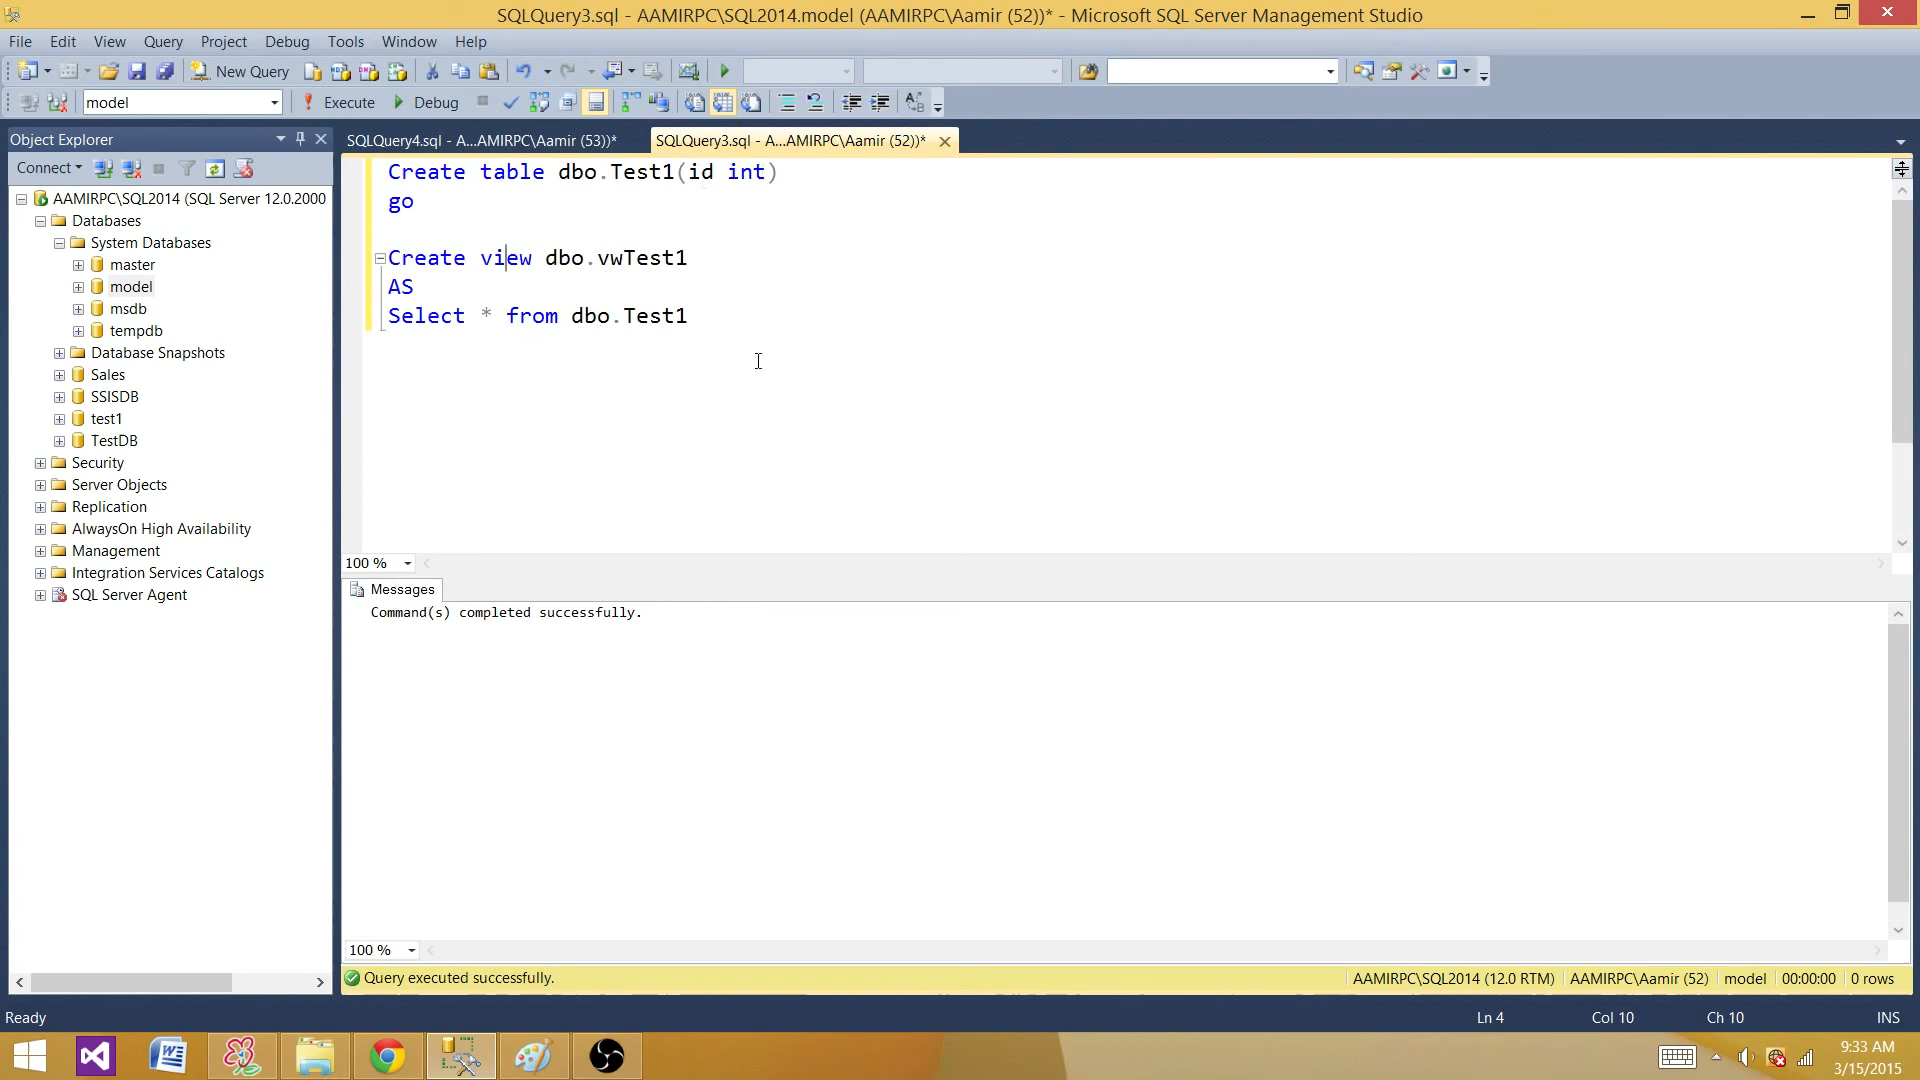 SQLQuery3.sql - AAMIRPC\SQL2014.model (AAMIRPC\Aamir (52))* - Microsoft SQL Server Management Studio
File Edit View Query Project Debug Tools Window Help
New Query
model Execute Debug
Object Explorer
SQLQuery4.sql - A...AMIRPC\Aamir (53))*
SQLQuery3.sql - A...AMIRPC\Aamir (52))*
Connect
AAMIRPC\SQL2014 (SQL Server 12.0.2000
Databases
System Databases
master
model
msdb
tempdb
Database Snapshots
Sales
SSISDB
test1
TestDB
Security
Server Objects
Replication
AlwaysOn High Availability
Management
Integration Services Catalogs
SQL Server Agent
Create table dbo.Test1(id int)
go
Create view dbo.vwTest1
AS
Select * from dbo.Test1
100 %
Messages
Command(s) completed successfully.
100 %
Query executed successfully. AAMIRPC\SQL2014 (12.0 RTM) AAMIRPC\Aamir (52) model 00:00:00 0 rows
Ready Ln 4 Col 10 Ch 10 INS
9:33 AM
3/15/2015